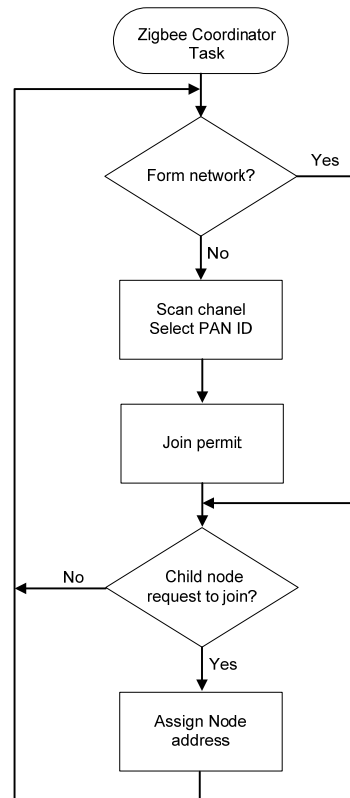 Zigbee Coordinator
Task
Form network?
Yes
No
Scan chanel
Select PAN ID
Join permit
No
Child node
request to join?
Yes
Assign Node
address